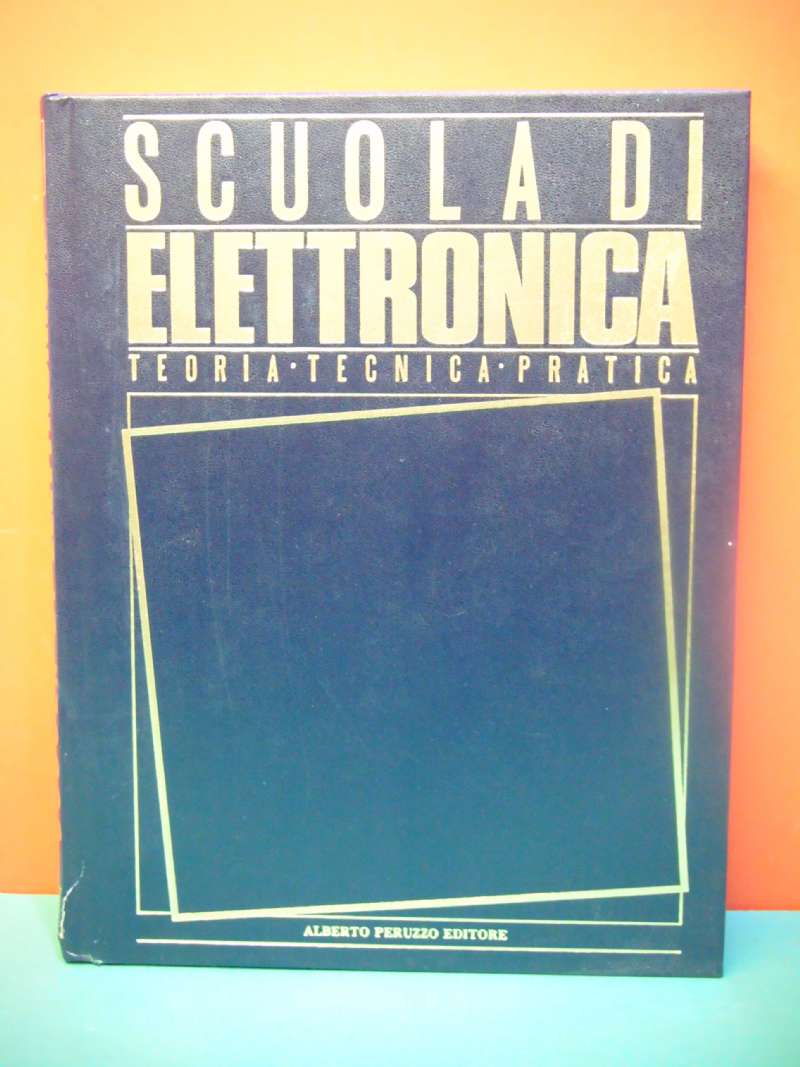 SCUOLA DI
ELETTRONICA
TEORIA·TECNICA·PRATICA
ALBERTO PERUZZO EDITORE